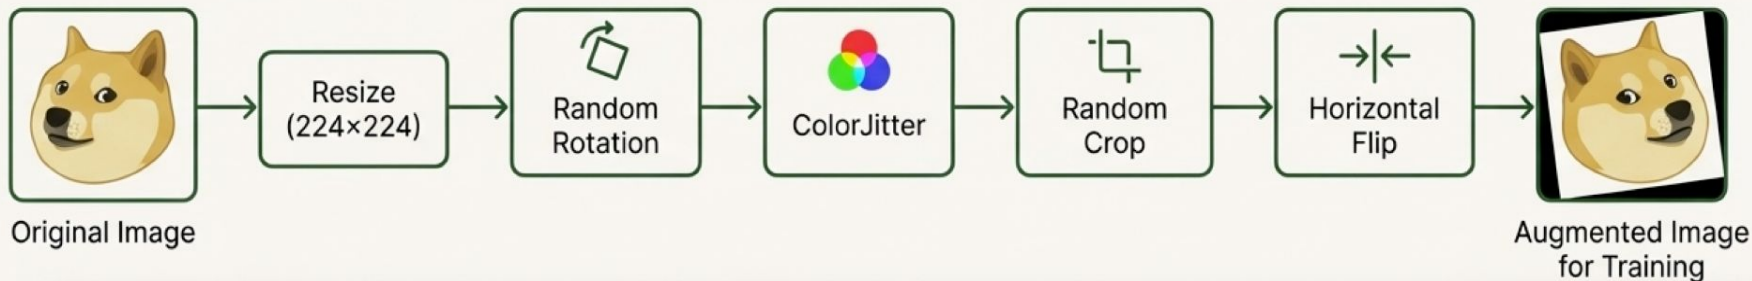 Original Image
Resize
(224×224)
Random
Rotation
ColorJitter
Random
Crop
Horizontal
Flip
Augmented Image
for Training